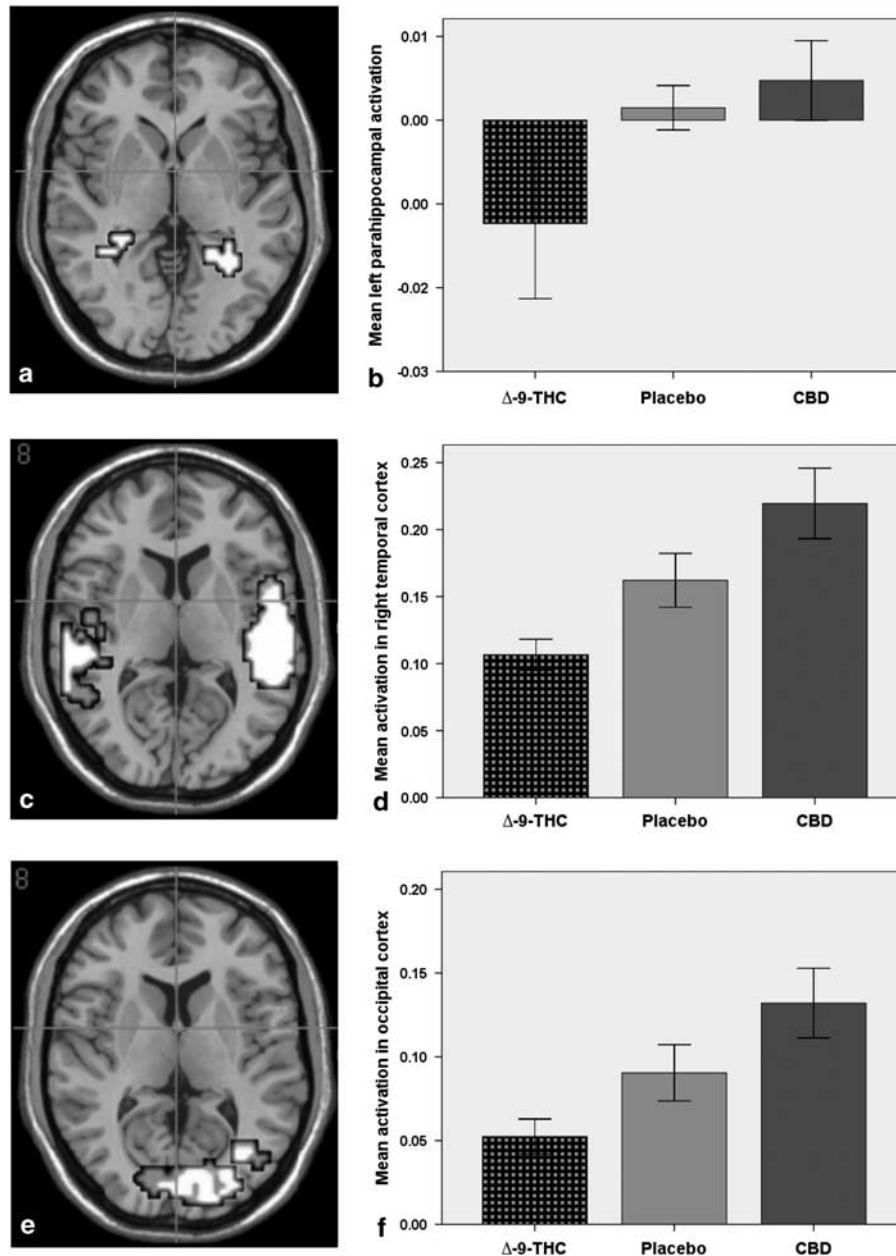 a
Mean left parahippocampal activation
0.01
0.00
0.00
-0.02
-0.03
b
Δ-9-THC Placebo CBD
8
c
Mean activation in right temporal cortex
0.25
0.20
0.15
0.10
0.05
0.00
d
Δ-9-THC Placebo CBD
8
e
Mean activation in occipital cortex
0.20
0.15
0.10
0.05
0.00
f
Δ-9-THC Placebo CBD